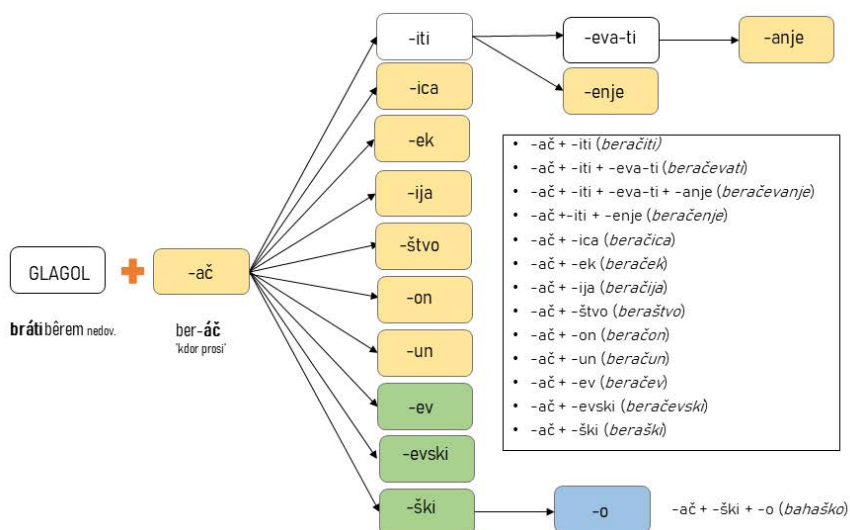 -iti
-eva-ti
-anje
-ica
-enje
-ek
-ija
-štvo
GLAGOL
-ač
-on
brátibêrem nedov.
ber-áč
'kdor prosi'
-un
-ev
-evski
-ški
-o
• -ač + -iti (beračiti)
• -ač + -iti + -eva-ti (beračevati)
• -ač + -iti + -eva-ti + -anje (beračevanje)
• -ač +-iti + -enje (beračenje)
• -ač + -ica (beračica)
• -ač + -ek (beraček)
• -ač + -ija (beračija)
• -ač + -štvo (beraštvo)
• -ač + -on (beračon)
• -ač + -un (beračun)
• -ač + -ev (beračev)
• -ač + -evski (beračevski)
• -ač + -ški (beraški)
-ač + -ški + -o (bahaško)